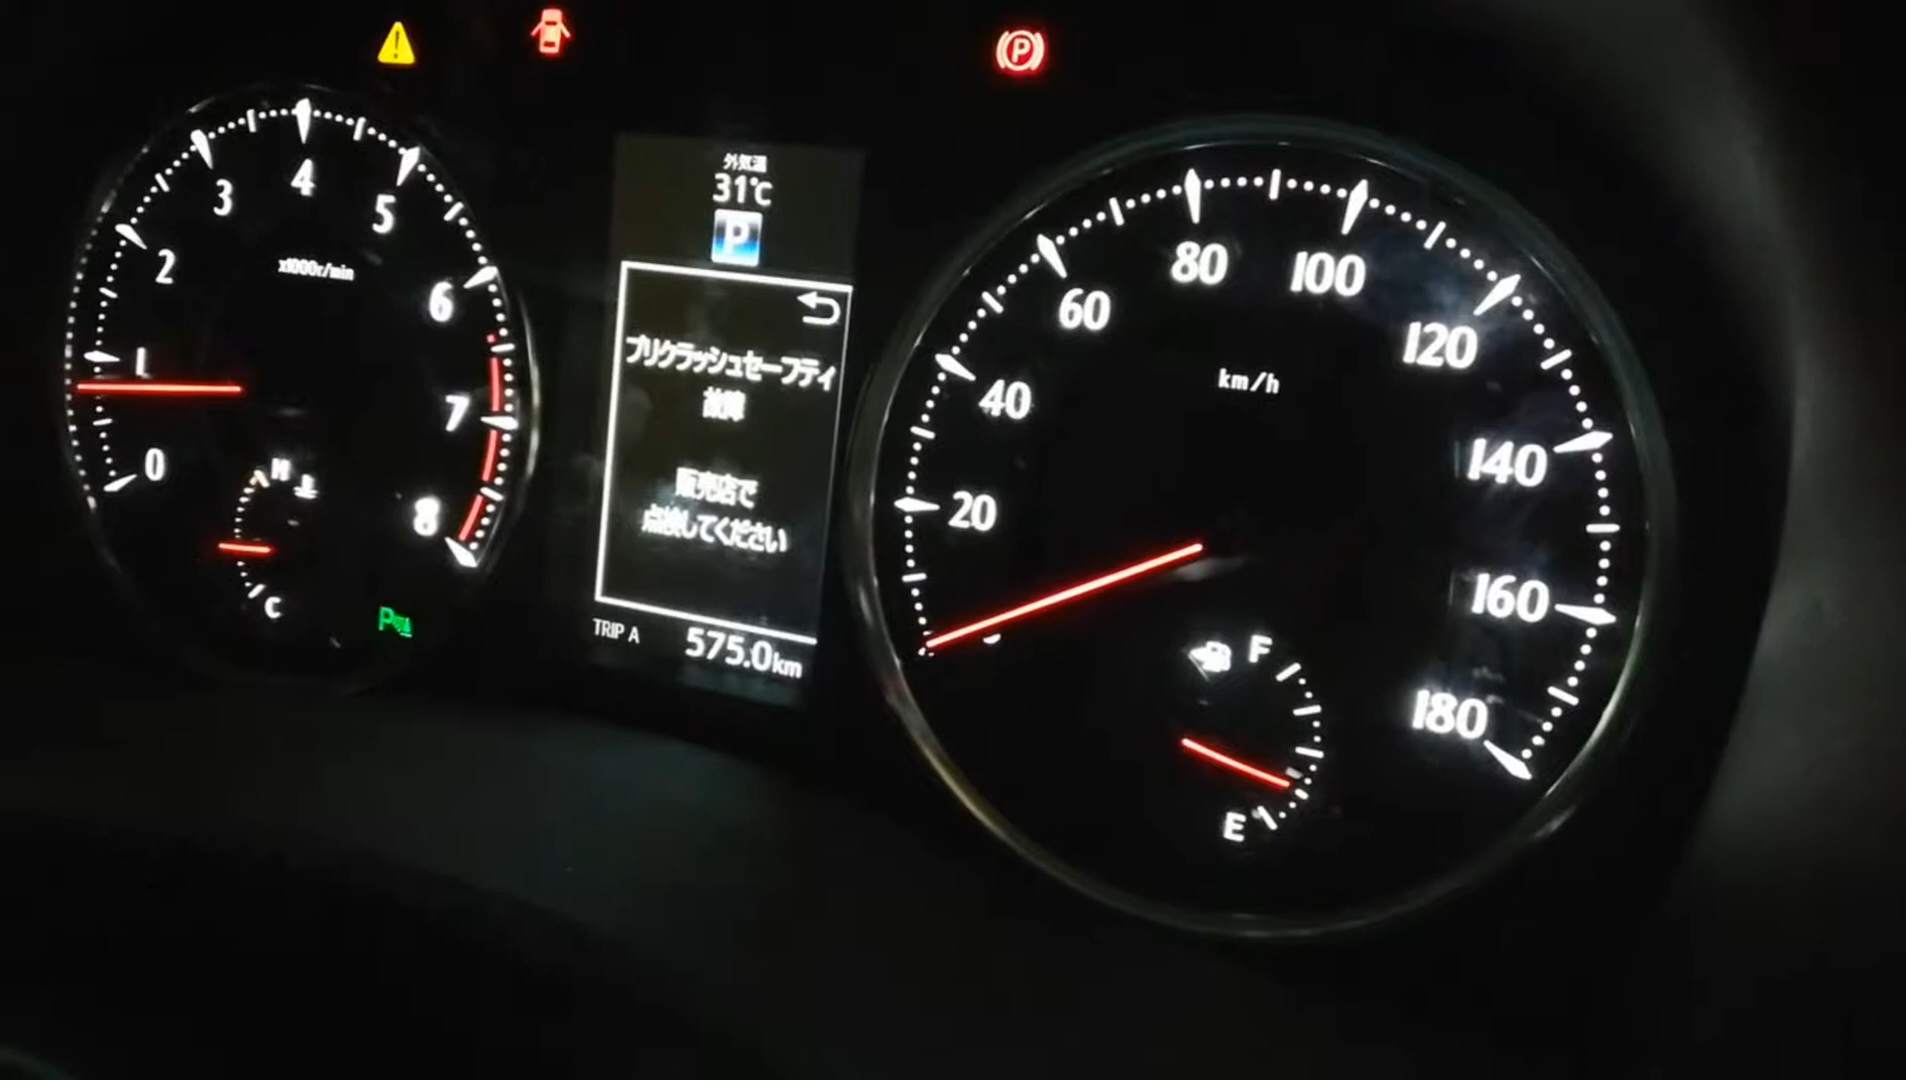 外気温
31℃
P
プリクラッシュセーフティ
故障
販売店で
点検してください
TRIP A
575.0km
P
0
1
2
3
4
5
6
7
8
x1000r/min
H
C
P
20
40
60
80
100
120
140
160
180
km/h
F
E